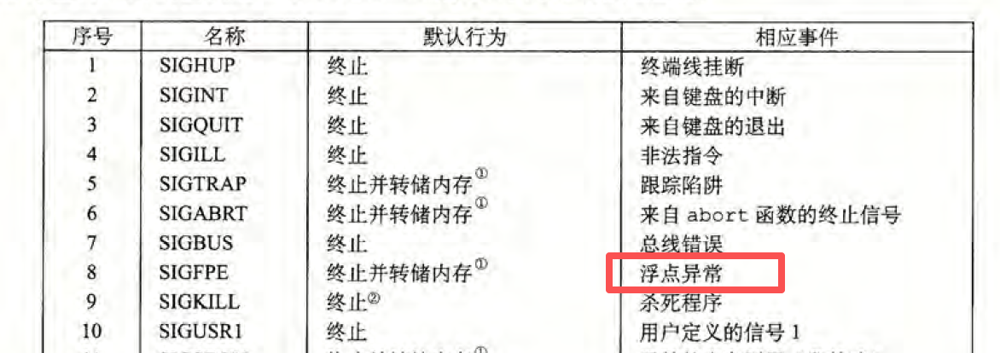 序号 名称 默认行为 相应事件
1 SIGHUP 终止 终端线挂断
2 SIGINT 终止 来自键盘的中断
3 SIGQUIT 终止 来自键盘的退出
4 SIGILL 终止 非法指令
5 SIGTRAP 终止并转储内存① 跟踪陷阱
6 SIGABRT 终止并转储内存① 来自 abort 函数的终止信号
7 SIGBUS 终止 总线错误
8 SIGFPE 终止并转储内存① 浮点异常
9 SIGKILL 终止② 杀死程序
10 SIGUSR1 终止 用户定义的信号 1